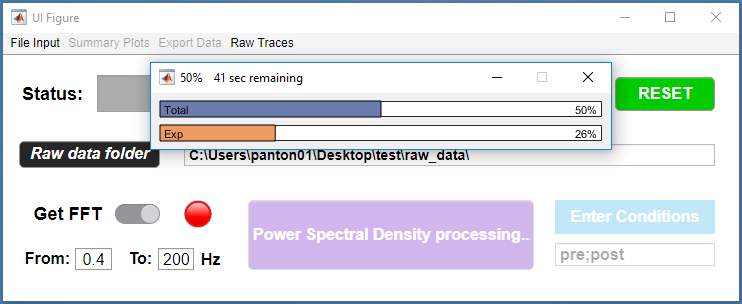 UI Figure
File Input Summary Plots Export Data Raw Traces
50% 41 sec remaining
Status:
RESET
Total 50%
Exp 26%
Raw data folder
C:\Users\panton01\Desktop\test\raw_data\
Get FFT
Power Spectral Density processing..
Enter Conditions
From: 0.4 To: 200 Hz
pre;post